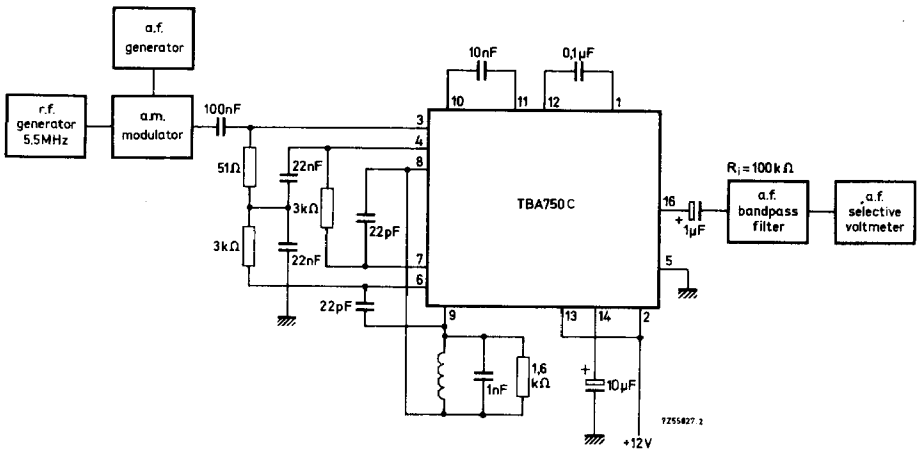 a.f.
generator
r.f.
generator
5,5MHz
a.m.
modulator
100nF
10nF
0,1µF
10
11
12
1
3
4
8
51Ω
22nF
3kΩ
22pF
3kΩ
22nF
7
6
22pF
9
TBA750C
16
+
1µF
Ri=100kΩ
a.f.
bandpass
filter
a.f.
selective
voltmeter
5
13
14
2
1nF
1,6
kΩ
+
10µF
7Z55827.2
+12V